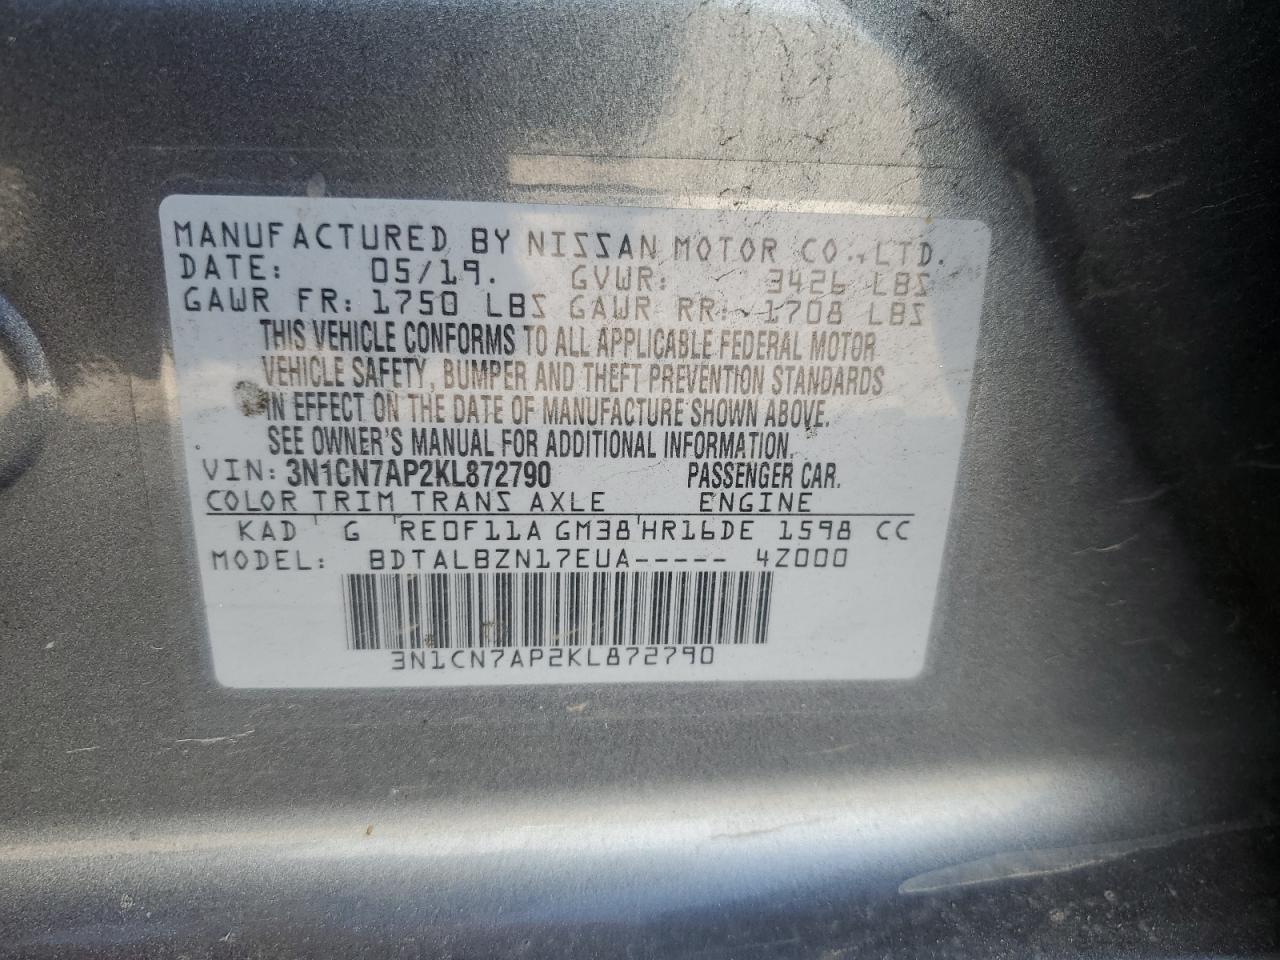 MANUFACTURED BY NISSAN MOTOR CO., LTD.
DATE: 05/19. GVWR: 3426 LBS
GAWR FR: 1750 LBS GAWR RR: 1708 LBS
THIS VEHICLE CONFORMS TO ALL APPLICABLE FEDERAL MOTOR
VEHICLE SAFETY, BUMPER AND THEFT PREVENTION STANDARDS
IN EFFECT ON THE DATE OF MANUFACTURE SHOWN ABOVE.
SEE OWNER'S MANUAL FOR ADDITIONAL INFORMATION.
VIN: 3N1CN7AP2KL872790 PASSENGER CAR.
COLOR TRIM TRANS AXLE ENGINE
KAD ' G RE0F11A GM38'HR16DE 1598 CC
MODEL: BDTALBZN17EUA----- 4Z000
3N1CN7AP2KL872790